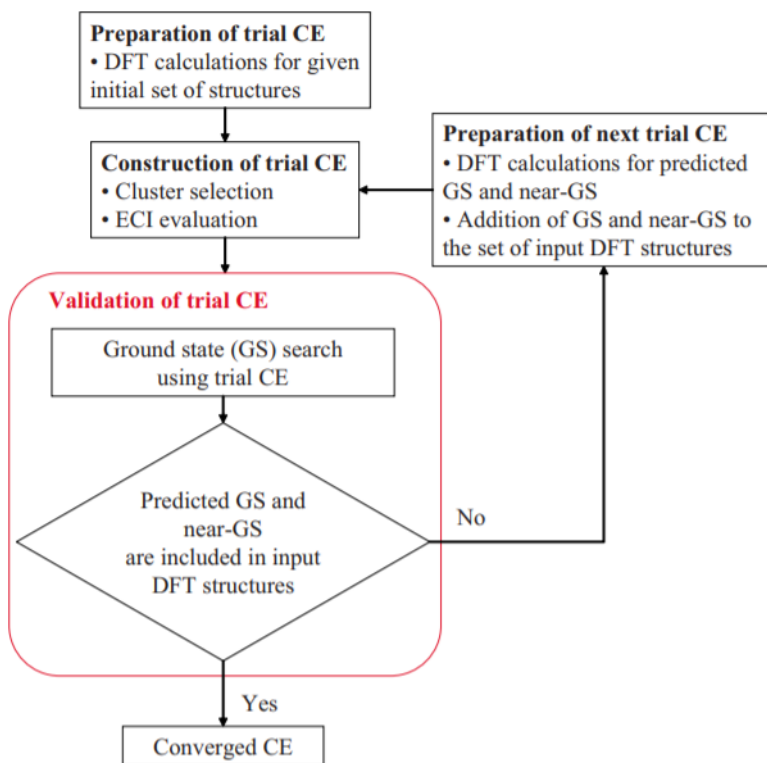 Preparation of trial CE
• DFT calculations for given
initial set of structures
Construction of trial CE
• Cluster selection
• ECI evaluation
Preparation of next trial CE
• DFT calculations for predicted
GS and near-GS
• Addition of GS and near-GS to
the set of input DFT structures
Validation of trial CE
Ground state (GS) search
using trial CE
Predicted GS and
near-GS
are included in input
DFT structures
No
Yes
Converged CE